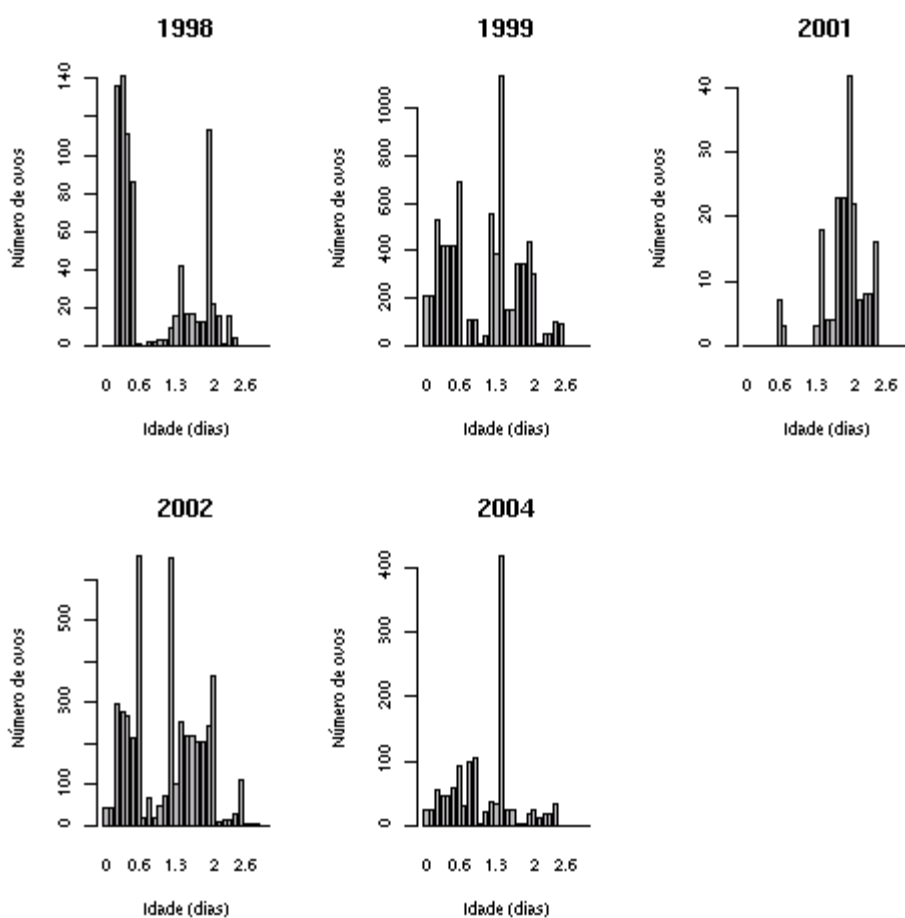 1998
Número de ovos
0 20 40 60 80 100 140
0 0.6 1.3 2 2.6
Idade (dias)
1999
Número de ovos
0 200 400 600 800 1000
0 0.6 1.3 2 2.6
Idade (dias)
2001
Número de ovos
0 10 20 30 40
0 0.6 1.3 2 2.6
Idade (dias)
2002
Número de ovos
0 100 300 500
0 0.6 1.3 2 2.6
Idade (dias)
2004
Número de ovos
0 100 200 300 400
0 0.6 1.3 2 2.6
Idade (dias)